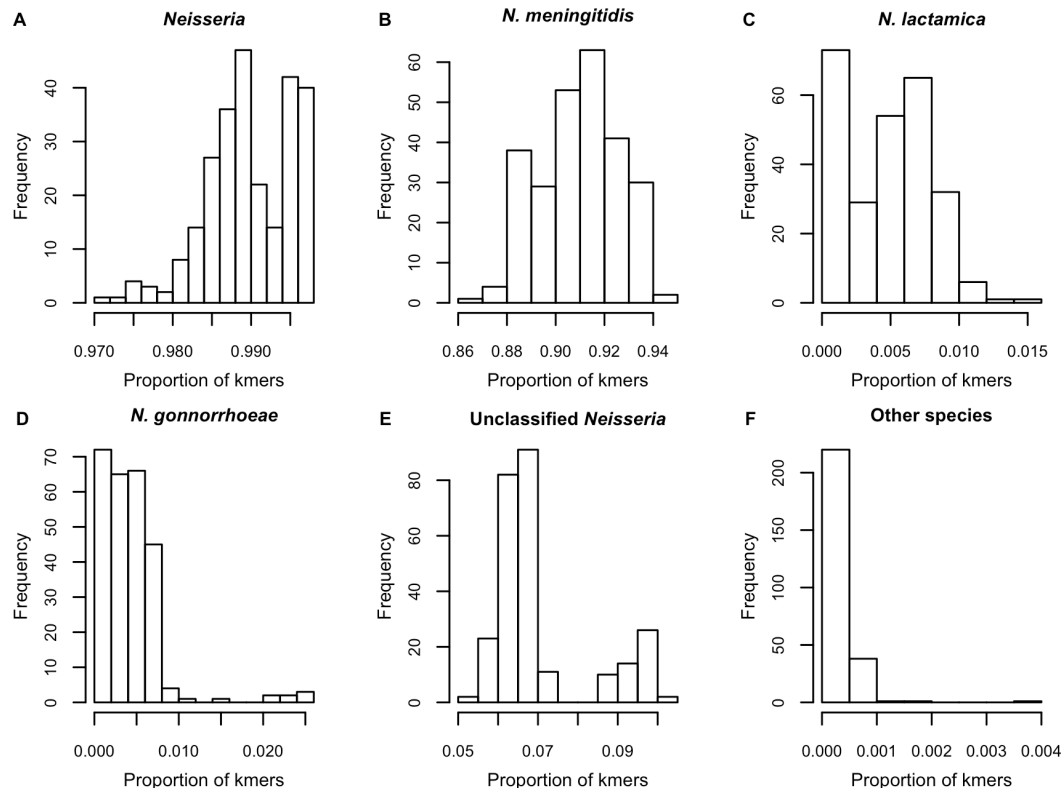 A
Neisseria
Frequency
0 10 20 30 40
0.970 0.980 0.990
Proportion of kmers
B
N. meningitidis
Frequency
0 10 20 30 40 50 60
0.86 0.88 0.90 0.92 0.94
Proportion of kmers
C
N. lactamica
Frequency
0 20 40 60
0.000 0.005 0.010 0.015
Proportion of kmers
D
N. gonnorrhoeae
Frequency
0 10 20 30 40 50 60 70
0.000 0.010 0.020
Proportion of kmers
E
Unclassified Neisseria
Frequency
0 20 40 60 80
0.05 0.07 0.09
Proportion of kmers
F
Other species
Frequency
0 50 100 150 200
0.000 0.001 0.002 0.003 0.004
Proportion of kmers